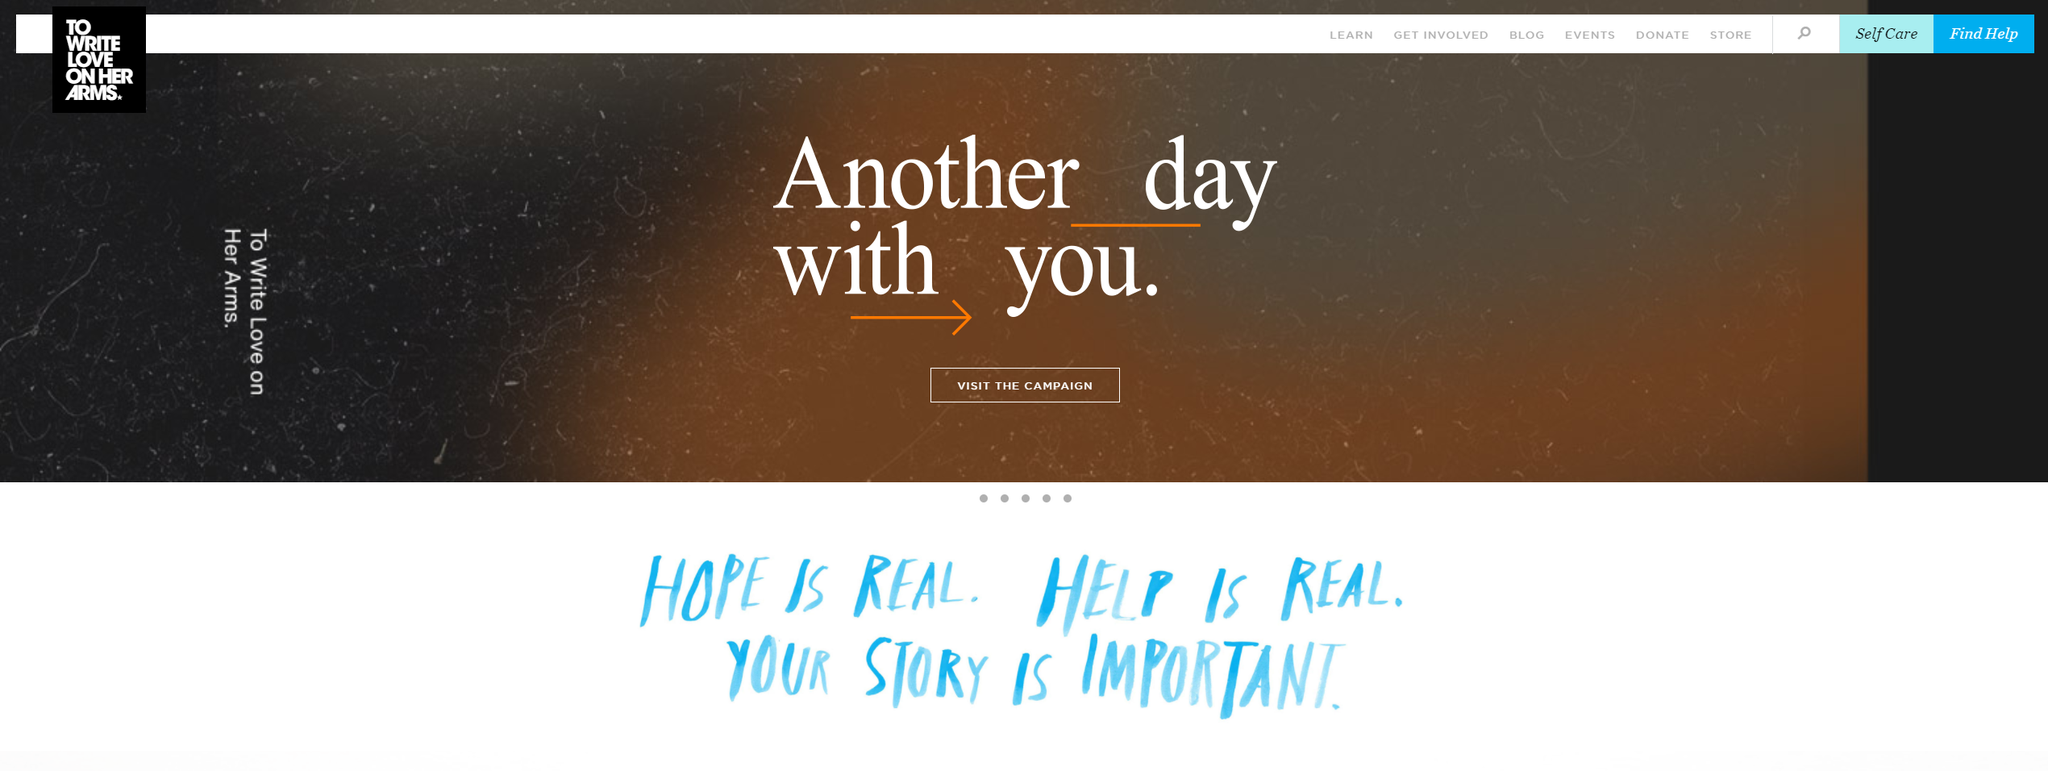 TO
WRITE
LOVE
ON HER
ARMS.
LEARN GET INVOLVED BLOG EVENTS DONATE STORE Self Care Find Help
Another day
with you.
To Write Love on
Her Arms.
VISIT THE CAMPAIGN
HOPE IS REAL. HELP IS REAL.
YOUR STORY IS IMPORTANT.